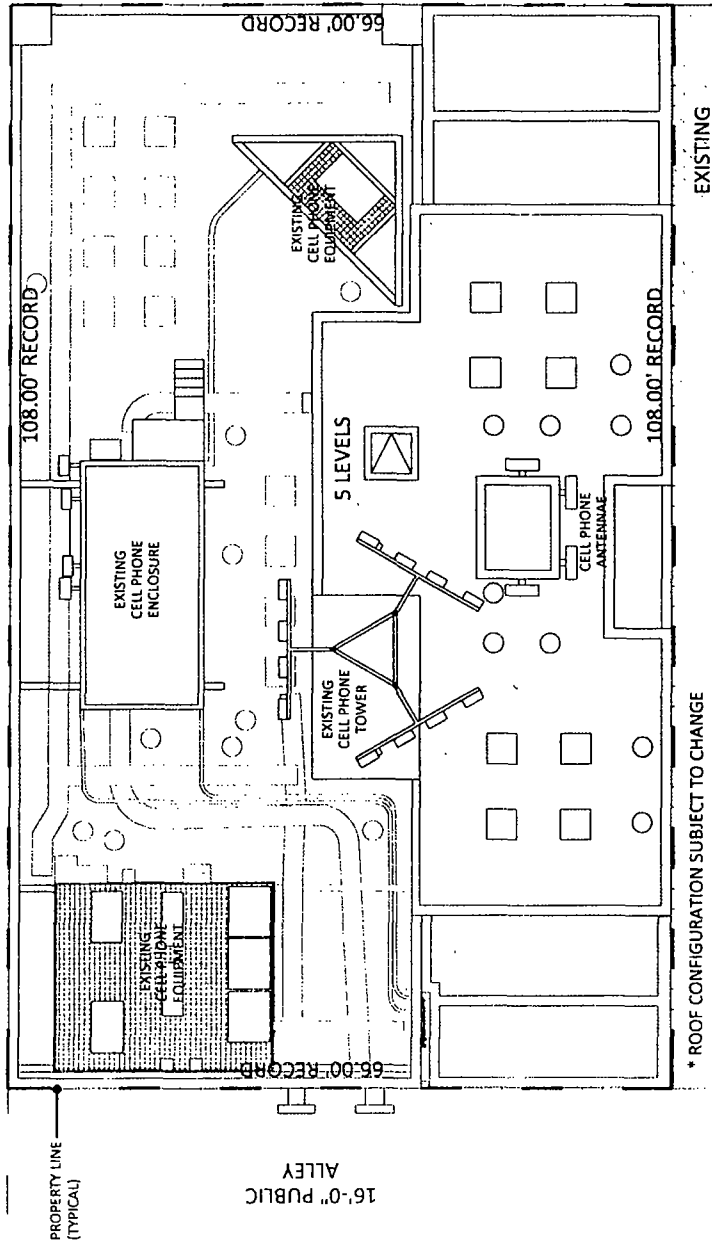 66.00' RECORD
108.00' RECORD
EXISTING
CELL PHONE
EQUIPMENT
EXISTING
CELL PHONE
ENCLOSURE
5 LEVELS
108.00' RECORD
EXISTING
CELL PHONE
TOWER
CELL PHONE
ANTENNAE
EXISTING
CELL PHONE
EQUIPMENT
66.00' RECORD
PROPERTY LINE
(TYPICAL)
16'-0" PUBLIC
ALLEY
* ROOF CONFIGURATION SUBJECT TO CHANGE
EXISTING